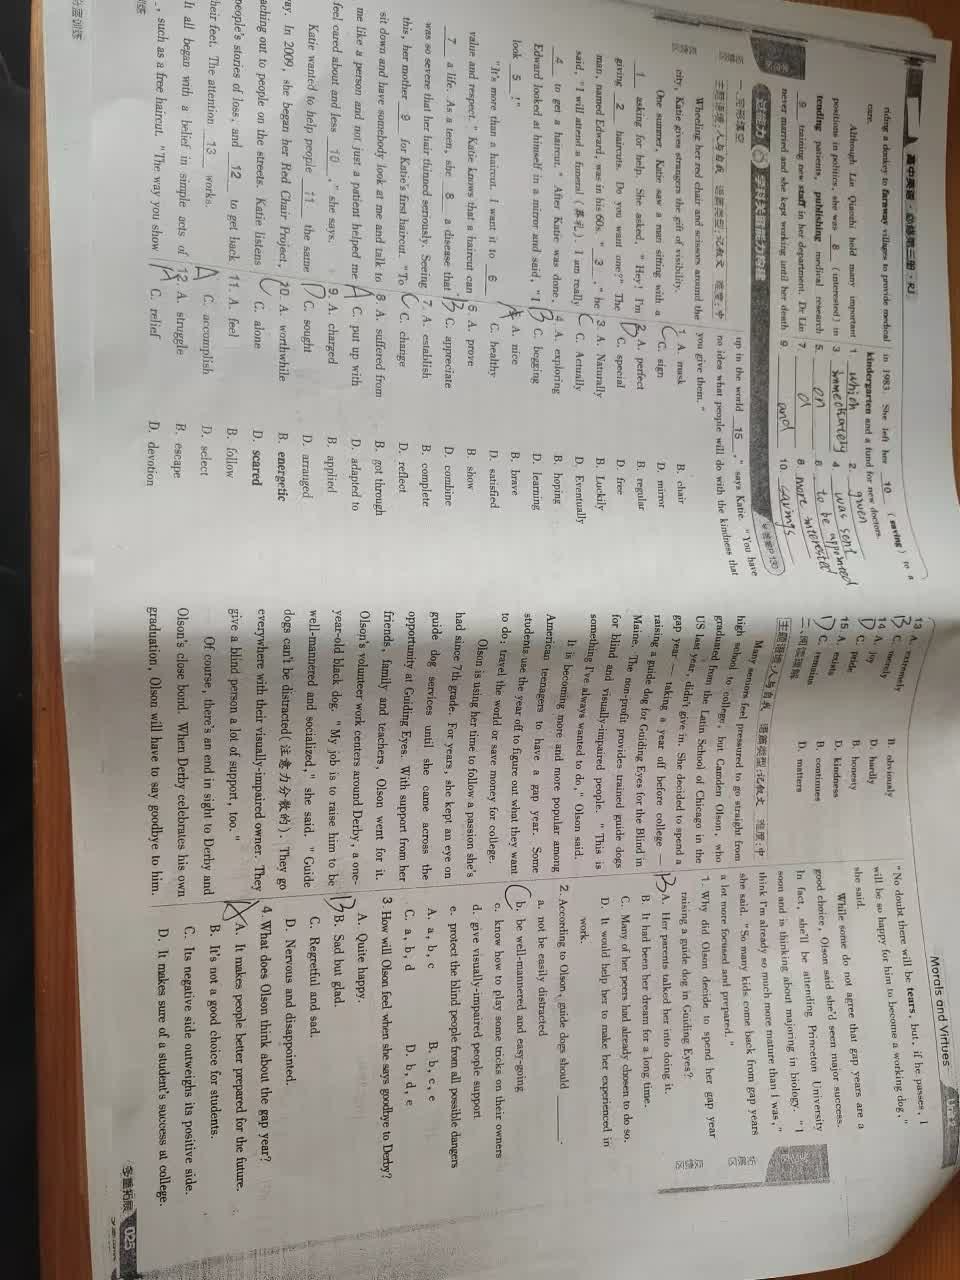 高中英语·必修第三册·RJ
riding a donkey to faraway villages to provide medical
care.
Although Lin Qiaozhi held many important
positions in politics, she was 8 (interested) in
tending patients, publishing medical research
9 training new staff in her department. Dr Lin
never married and she kept working until her death
in 1983. She left her 10 (saving) to a
kindergarten and a fund for new doctors.
1. which 2. given
3. immediately 4. was sent
5. on 6. to be appointed
7. a 8. more interested
9. and 10. savings
过能力 学科关键能力构建
答案P130
一、完形填空
主题语境:人与自我 语篇类型:记叙文 难度:中
Wheeling her red chair and scissors around the
city, Katie gives strangers the gift of visibility.
One summer, Katie saw a man sitting with a
1 asking for help. She asked, "Hey! I'm
giving 2 haircuts. Do you want one?" The
man, named Edward, was in his 60s. " 3 ," he
said, "I will attend a funeral (葬礼). I am really
4 to get a haircut." After Katie was done,
Edward looked at himself in a mirror and said, "I
look 5 !"
"It's more than a haircut. I want it to 6
value and respect." Katie knows that a haircut can
7 a life. As a teen, she 8 a disease that
was so severe that her hair thinned seriously. Seeing
this, her mother 9 for Katie's first haircut. "To
sit down and have somebody look at me and talk to
me like a person and not just a patient helped me
feel cared about and less 10 ," she says.
Katie wanted to help people 11 the same
ay. In 2009, she began her Red Chair Project,
aching out to people on the streets. Katie listens
people's stories of loss, and 12 to get back
heir feet. The attention 13 works.
It all began with a belief in simple acts of
, such as a free haircut. "The way you show
up in the world 15 ," says Katie. "You have
no idea what people will do with the kindness that
you give them."
1. A. mask B. chair
C C. sign D. mirror
2. A. perfect B. regular
D C. special D. free
3. A. Naturally B. Luckily
C C. Actually D. Eventually
4. A. exploring B. hoping
B C. begging D. learning
5. A. nice B. brave
A C. healthy D. satisfied
6. A. prove B. show
B C. appreciate D. combine
7. A. establish B. complete
C C. change D. reflect
8. A. suffered from B. got through
A C. put up with D. adapted to
9. A. charged B. applied
D C. sought D. arranged
10. A. worthwhile B. energetic
C C. alone D. scared
11. A. feel B. follow
A C. accomplish D. select
12. A. struggle B. escape
A C. relief D. devotion
13. A. extremely B. obviously
B C. merely D. hardly
14. A. joy B. honesty
D C. pride D. kindness
15. A. exists B. continues
D C. remains D. matters
二、阅读理解
主题语境:人与自我 语篇类型:记叙文 难度:中
Many seniors feel pressured to go straight from
high school to college, but Camden Olson, who
graduated from the Latin School of Chicago in the
US last year, didn't give in. She decided to spend a
gap year — taking a year off before college —
raising a guide dog for Guiding Eyes for the Blind in
Maine. The non-profit provides trained guide dogs
for blind and visually-impaired people. "This is
something I've always wanted to do," Olson said.
It is becoming more and more popular among
American teenagers to have a gap year. Some
students use the year off to figure out what they want
to do, travel the world or save money for college.
Olson is using her time to follow a passion she's
had since 7th grade. For years, she kept an eye on
guide dog services until she came across the
opportunity at Guiding Eyes. With support from her
friends, family and teachers, Olson went for it.
Olson's volunteer work centers around Derby, a one-
year-old black dog. "My job is to raise him to be
well-mannered and socialized," she said. "Guide
dogs can't be distracted(注意力分散的). They go
everywhere with their visually-impaired owner. They
give a blind person a lot of support, too."
Of course, there's an end in sight to Derby and
Olson's close bond. When Derby celebrates his own
graduation, Olson will have to say goodbye to him.
Morals and Virtues
"No doubt there will be tears, but, if he passes, I
will be so happy for him to become a working dog,"
she said.
While some do not agree that gap years are a
good choice, Olson said she'd seen major success.
In fact, she'll be attending Princeton University
soon and is thinking about majoring in biology. "I
think I'm already so much more mature than I was,"
she said. "So many kids come back from gap years
a lot more focused and prepared."
1. Why did Olson decide to spend her gap year
raising a guide dog in Guiding Eyes?
B A. Her parents talked her into doing it.
B. It had been her dream for a long time.
C. Many of her peers had already chosen to do so.
D. It would help her to make her experienced in
work.
2. According to Olson, guide dogs should ____.
a. not be easily distracted
C b. be well-mannered and easy-going
c. know how to play some tricks on their owners
d. give visually-impaired people support
e. protect the blind people from all possible dangers
A. a, b, c B. b, c, e
C. a, b, d D. b, d, e
3. How will Olson feel when she says goodbye to Derby?
A. Quite happy.
B B. Sad but glad.
C. Regretful and sad.
D. Nervous and disappointed.
4. What does Olson think about the gap year?
A A. It makes people better prepared for the future.
B. It's not a good choice for students.
C. Its negative side outweighs its positive side.
D. It makes sure of a student's success at college.
多重拓展 025